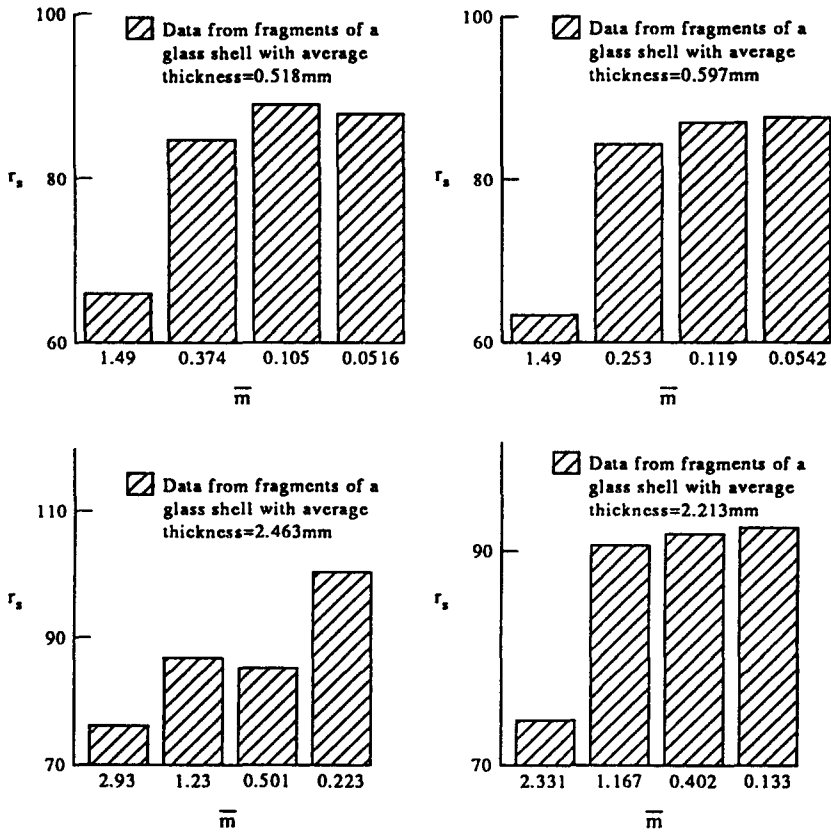 100
80
60
r_s
Data from fragments of a
glass shell with average
thickness=0.518mm
1.49 0.374 0.105 0.0516
m̅
100
80
60
r_s
Data from fragments of a
glass shell with average
thickness=0.597mm
1.49 0.253 0.119 0.0542
m̅
110
90
70
r_s
Data from fragments of a
glass shell with average
thickness=2.463mm
2.93 1.23 0.501 0.223
m̅
90
70
r_s
Data from fragments of a
glass shell with average
thickness=2.213mm
2.331 1.167 0.402 0.133
m̅